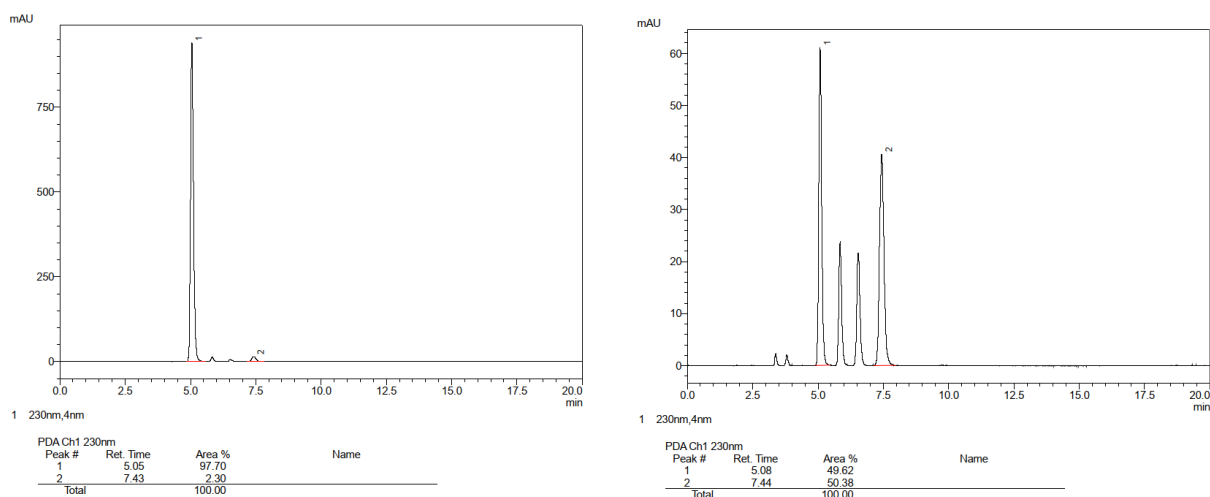 mAU
1
750
500
250
0
2
0.0 2.5 5.0 7.5 10.0 12.5 15.0 17.5 20.0
min
1 230nm,4nm
PDA Ch1 230nm
Peak # Ret. Time Area % Name
1 5.05 97.70
2 7.43 2.30
Total 100.00
mAU
1
60
50
2
40
30
20
10
0
0.0 2.5 5.0 7.5 10.0 12.5 15.0 17.5 20.0
min
1 230nm,4nm
PDA Ch1 230nm
Peak # Ret. Time Area % Name
1 5.08 49.62
2 7.44 50.38
Total 100.00